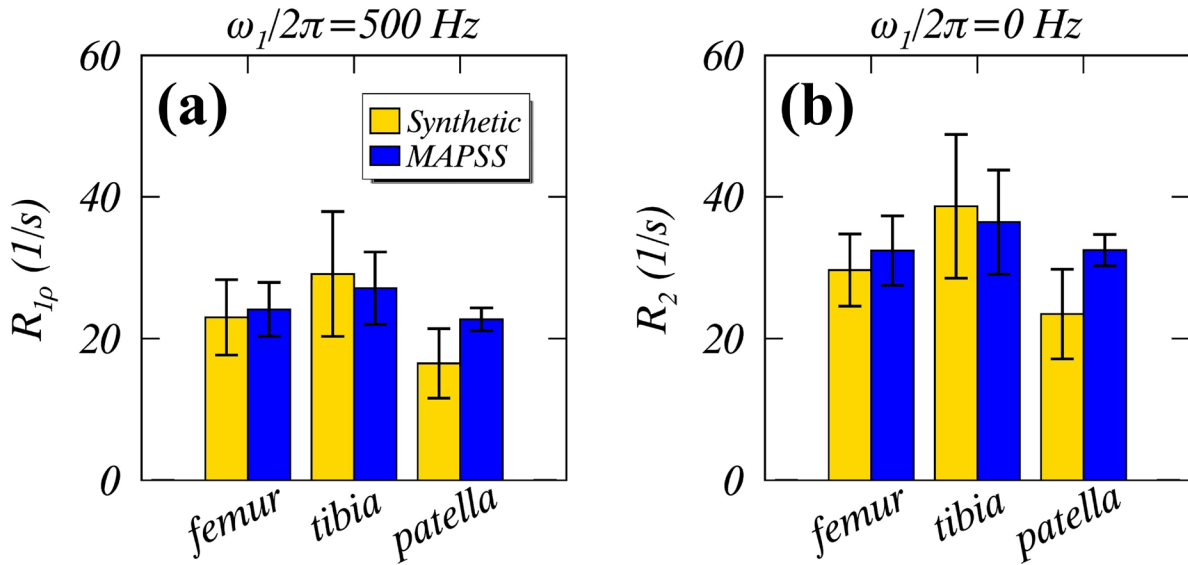 ω₁/2π=500 Hz
(a)
Synthetic
MAPSS
R₁ρ (1/s)
60
40
20
0
femur
tibia
patella
ω₁/2π=0 Hz
(b)
R₂ (1/s)
60
40
20
0
femur
tibia
patella